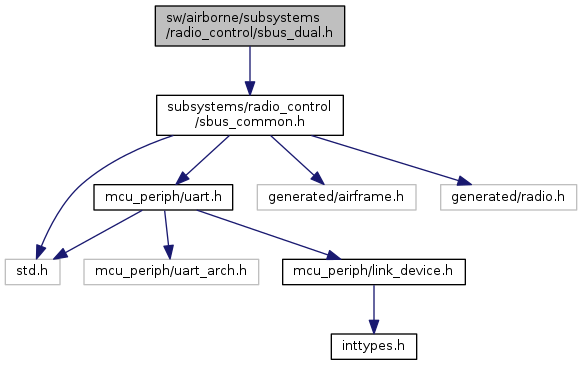 sw/airborne/subsystems
/radio_control/sbus_dual.h
subsystems/radio_control
/sbus_common.h
mcu_periph/uart.h
generated/airframe.h
generated/radio.h
std.h
mcu_periph/uart_arch.h
mcu_periph/link_device.h
inttypes.h